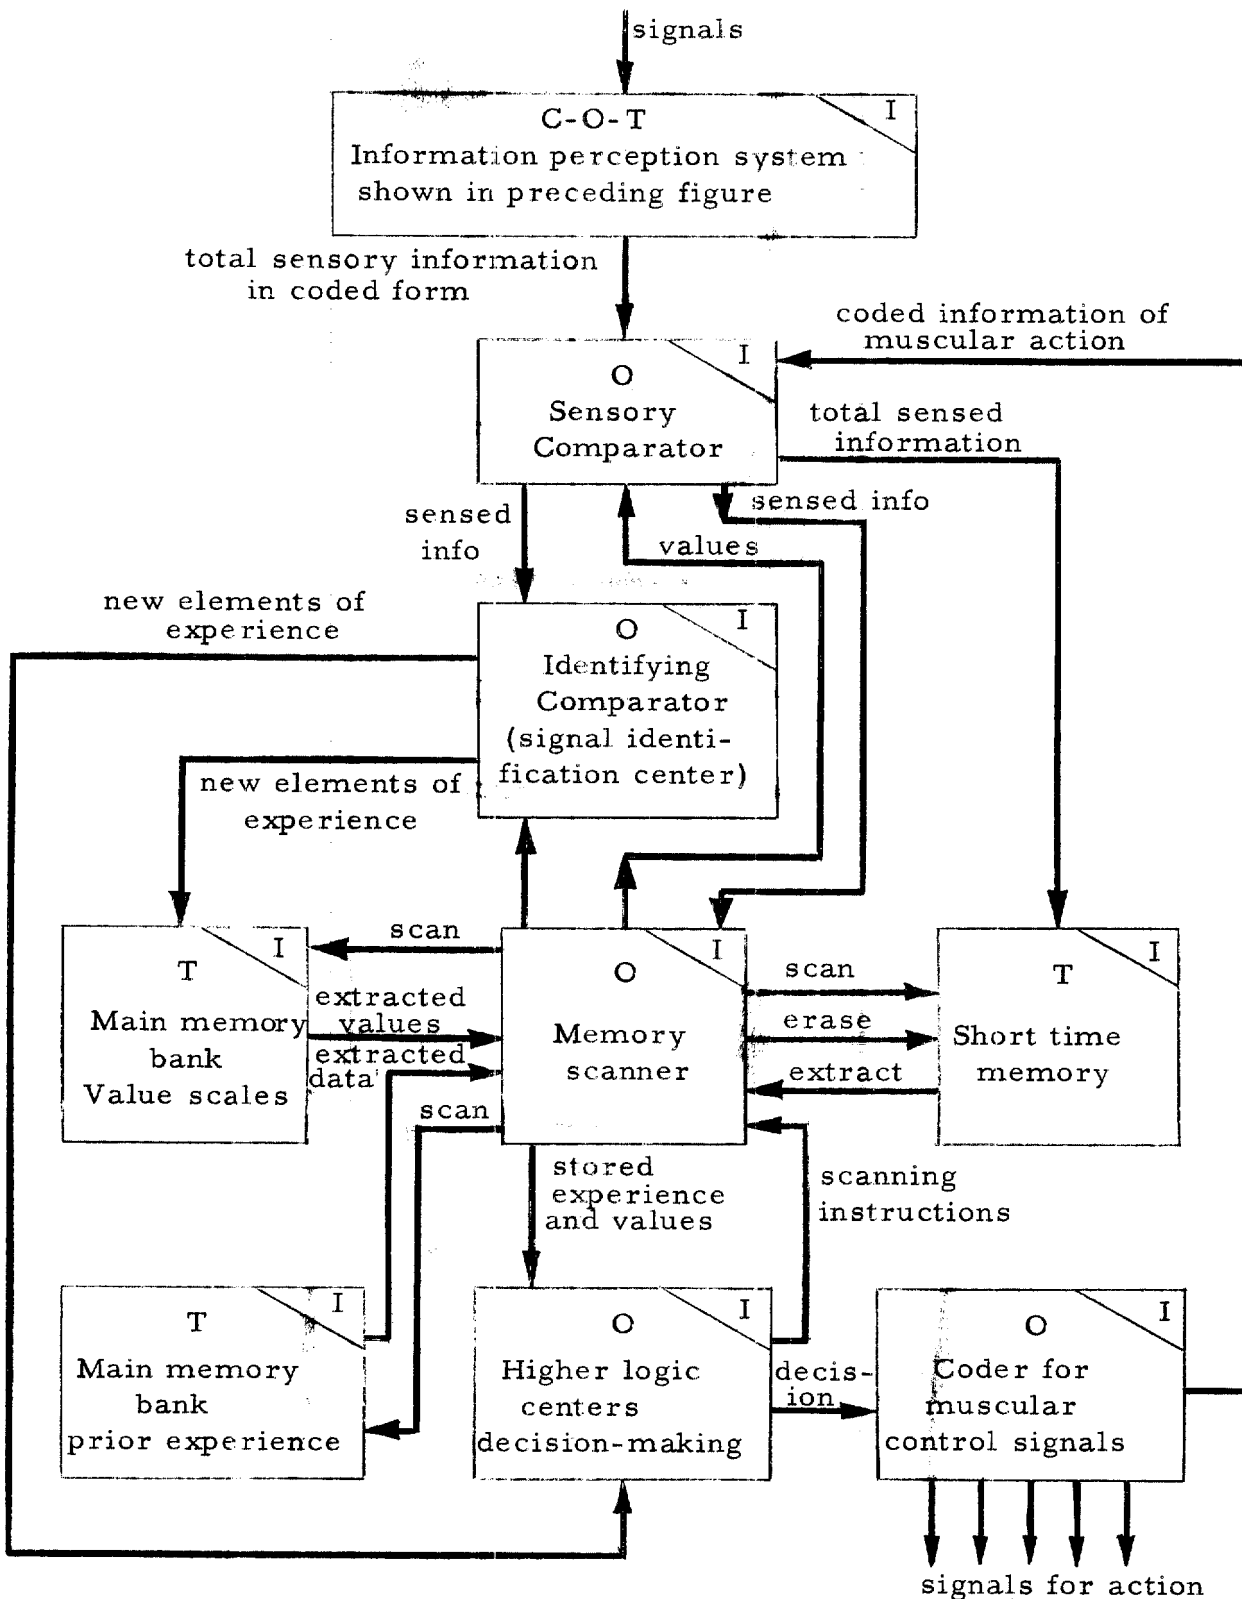 signals
C-O-T
I
Information perception system
shown in preceding figure
total sensory information
in coded form
coded information of
muscular action
I
O
Sensory
Comparator
total sensed
information
sensed info
sensed
info
values
new elements of
experience
I
O
Identifying
Comparator
(signal identi-
fication center)
new elements of
experience
scan
I
T
Main memory
bank
Value scales
extracted
values
extracted
data
scan
I
O
Memory
scanner
scan
erase
extract
I
T
Short time
memory
stored
experience
and values
scanning
instructions
I
T
Main memory
bank
prior experience
I
O
Higher logic
centers
decision-making
decis-
ion
I
O
Coder for
muscular
control signals
signals for action